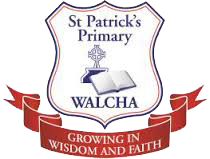 St Patrick's
Primary
WALCHA
GROWING IN
WISDOM AND FAITH